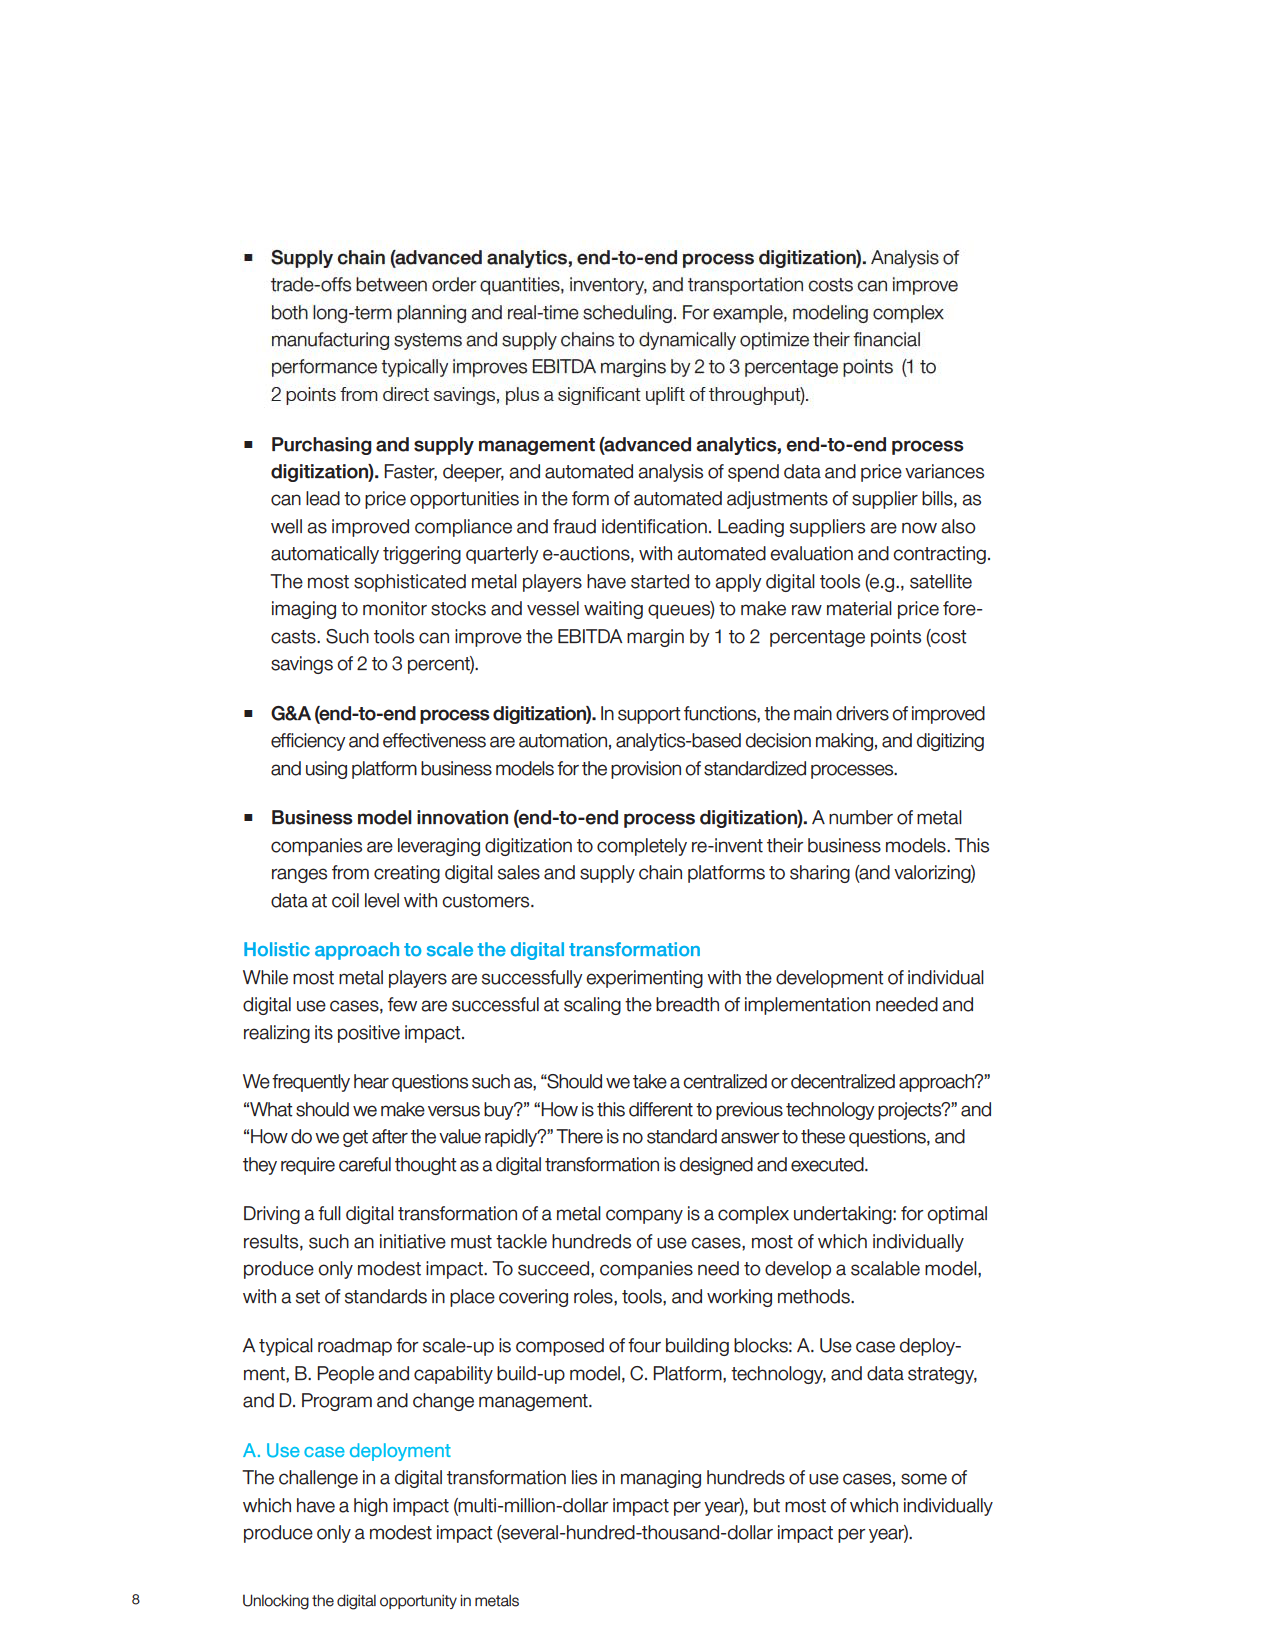 ▪ Supply chain (advanced analytics, end-to-end process digitization). Analysis of
trade-offs between order quantities, inventory, and transportation costs can improve
both long-term planning and real-time scheduling. For example, modeling complex
manufacturing systems and supply chains to dynamically optimize their financial
performance typically improves EBITDA margins by 2 to 3 percentage points (1 to
2 points from direct savings, plus a significant uplift of throughput).
▪ Purchasing and supply management (advanced analytics, end-to-end process
digitization). Faster, deeper, and automated analysis of spend data and price variances
can lead to price opportunities in the form of automated adjustments of supplier bills, as
well as improved compliance and fraud identification. Leading suppliers are now also
automatically triggering quarterly e-auctions, with automated evaluation and contracting.
The most sophisticated metal players have started to apply digital tools (e.g., satellite
imaging to monitor stocks and vessel waiting queues) to make raw material price fore-
casts. Such tools can improve the EBITDA margin by 1 to 2 percentage points (cost
savings of 2 to 3 percent).
▪ G&A (end-to-end process digitization). In support functions, the main drivers of improved
efficiency and effectiveness are automation, analytics-based decision making, and digitizing
and using platform business models for the provision of standardized processes.
▪ Business model innovation (end-to-end process digitization). A number of metal
companies are leveraging digitization to completely re-invent their business models. This
ranges from creating digital sales and supply chain platforms to sharing (and valorizing)
data at coil level with customers.
Holistic approach to scale the digital transformation
While most metal players are successfully experimenting with the development of individual
digital use cases, few are successful at scaling the breadth of implementation needed and
realizing its positive impact.
We frequently hear questions such as, “Should we take a centralized or decentralized approach?”
“What should we make versus buy?” “How is this different to previous technology projects?” and
“How do we get after the value rapidly?” There is no standard answer to these questions, and
they require careful thought as a digital transformation is designed and executed.
Driving a full digital transformation of a metal company is a complex undertaking: for optimal
results, such an initiative must tackle hundreds of use cases, most of which individually
produce only modest impact. To succeed, companies need to develop a scalable model,
with a set of standards in place covering roles, tools, and working methods.
A typical roadmap for scale-up is composed of four building blocks: A. Use case deploy-
ment, B. People and capability build-up model, C. Platform, technology, and data strategy,
and D. Program and change management.
A. Use case deployment
The challenge in a digital transformation lies in managing hundreds of use cases, some of
which have a high impact (multi-million-dollar impact per year), but most of which individually
produce only a modest impact (several-hundred-thousand-dollar impact per year).
8 Unlocking the digital opportunity in metals